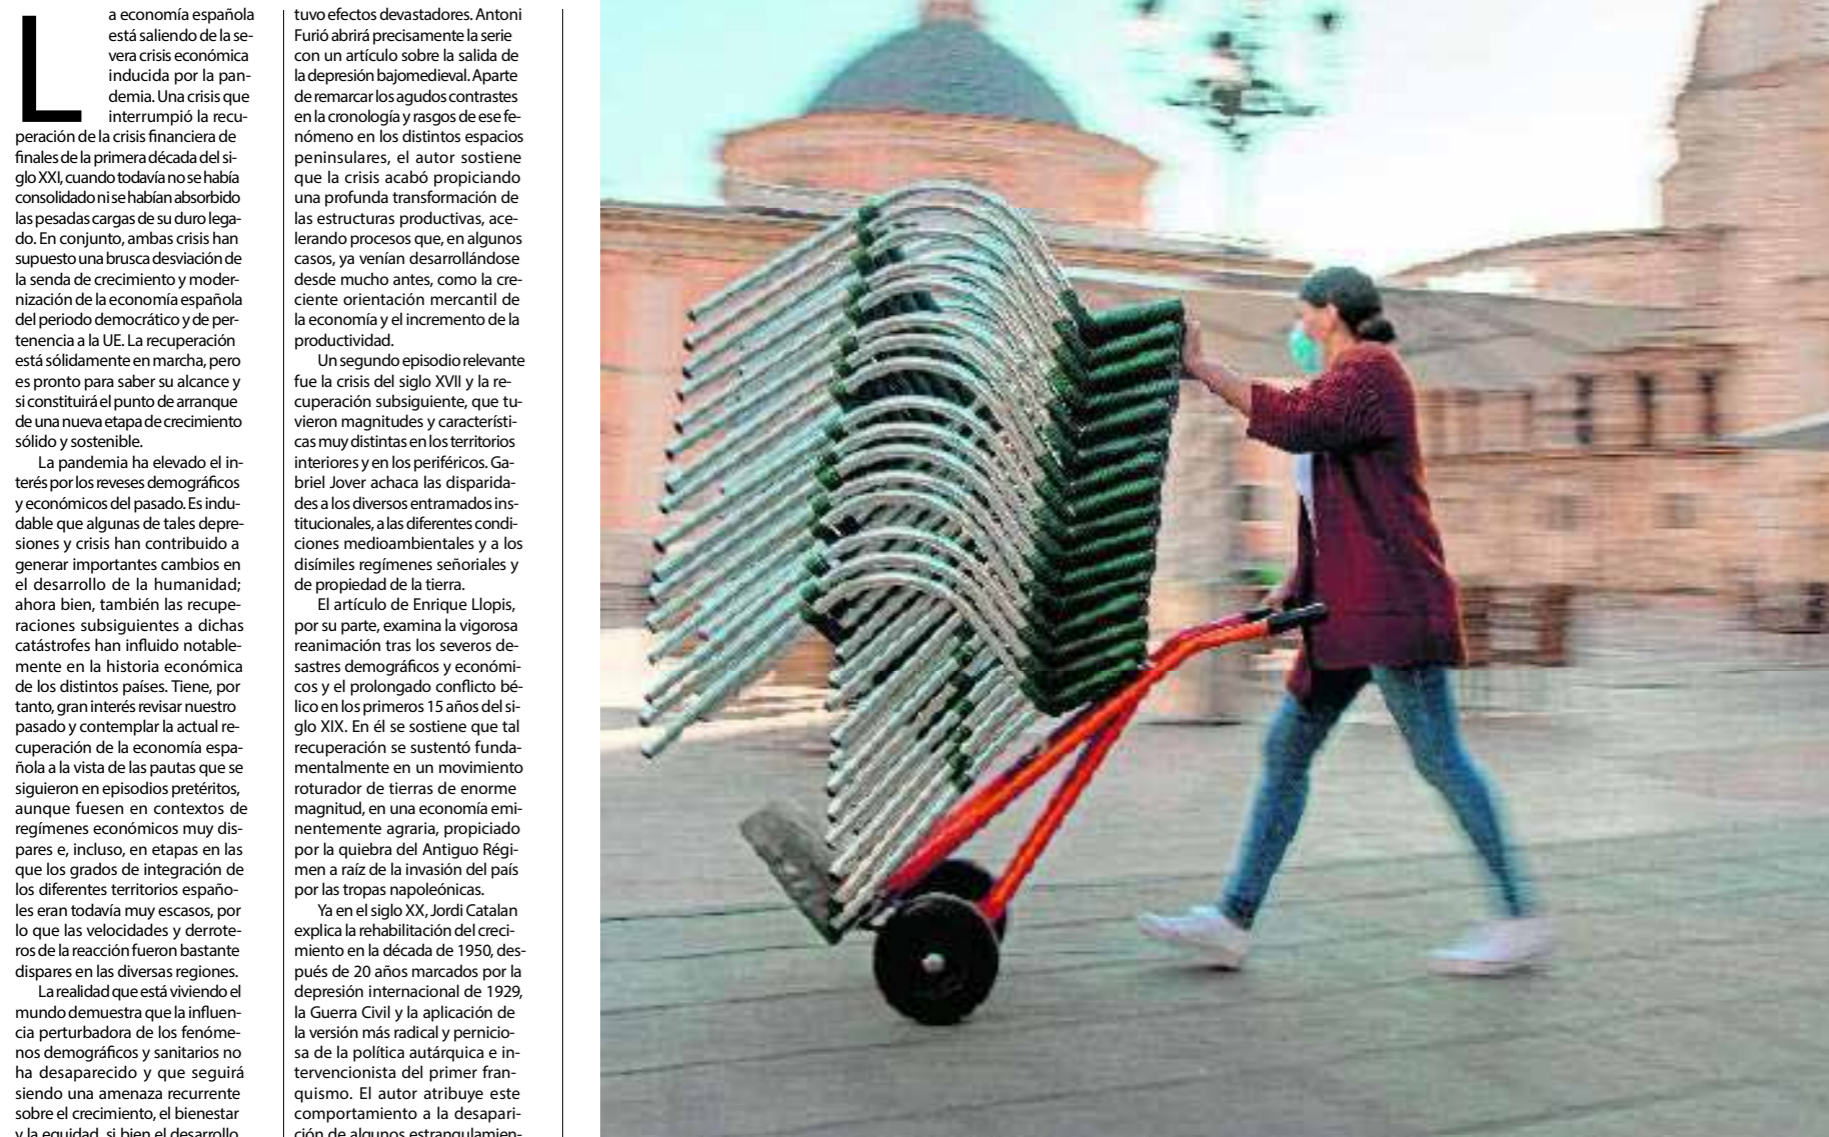 La economía española
está saliendo de la se-
vera crisis económica
inducida por la pan-
demia. Una crisis que
interrumpió la recu-
peración de la crisis financiera de
finales de la primera década del si-
glo XXI, cuando todavía no se había
consolidado ni se habían absorbido
las pesadas cargas de su duro lega-
do. En conjunto, ambas crisis han
supuesto una brusca desviación de
la senda de crecimiento y moder-
nización de la economía española
del periodo democrático y de per-
tenencia a la UE. La recuperación
está sólidamente en marcha, pero
es pronto para saber su alcance y
si constituirá el punto de arranque
de una nueva etapa de crecimiento
sólido y sostenible.
La pandemia ha elevado el in-
terés por los reveses demográficos
y económicos del pasado. Es indu-
dable que algunas de tales depre-
siones y crisis han contribuido a
generar importantes cambios en
el desarrollo de la humanidad;
ahora bien, también las recupe-
raciones subsiguientes a dichas
catástrofes han influido notable-
mente en la historia económica
de los distintos países. Tiene, por
tanto, gran interés revisar nuestro
pasado y contemplar la actual re-
cuperación de la economía espa-
ñola a la vista de las pautas que se
siguieron en episodios pretéritos,
aunque fuesen en contextos de
regímenes económicos muy dis-
pares e, incluso, en etapas en las
que los grados de integración de
los diferentes territorios españo-
les eran todavía muy escasos, por
lo que las velocidades y derrote-
ros de la reacción fueron bastante
dispares en las diversas regiones.
La realidad que está viviendo el
mundo demuestra que la influen-
cia perturbadora de los fenóme-
nos demográficos y sanitarios no
ha desaparecido y que seguirá
siendo una amenaza recurrente
sobre el crecimiento, el bienestar
y la equidad, si bien el desarrollo
tuvo efectos devastadores. Antoni
Furió abrirá precisamente la serie
con un artículo sobre la salida de
la depresión bajomedieval. Aparte
de remarcar los agudos contrastes
en la cronología y rasgos de ese fe-
nómeno en los distintos espacios
peninsulares, el autor sostiene
que la crisis acabó propiciando
una profunda transformación de
las estructuras productivas, ace-
lerando procesos que, en algunos
casos, ya venían desarrollándose
desde mucho antes, como la cre-
ciente orientación mercantil de
la economía y el incremento de la
productividad.
Un segundo episodio relevante
fue la crisis del siglo XVII y la re-
cuperación subsiguiente, que tu-
vieron magnitudes y característi-
cas muy distintas en los territorios
interiores y en los periféricos. Ga-
briel Jover achaca las disparida-
des a los diversos entramados ins-
titucionales, a las diferentes condi-
ciones medioambientales y a los
disímiles regímenes señoriales y
de propiedad de la tierra.
El artículo de Enrique Llopis,
por su parte, examina la vigorosa
reanimación tras los severos de-
sastres demográficos y económi-
cos y el prolongado conflicto bé-
lico en los primeros 15 años del si-
glo XIX. En él se sostiene que tal
recuperación se sustentó funda-
mentalmente en un movimiento
roturador de tierras de enorme
magnitud, en una economía emi-
nentemente agraria, propiciado
por la quiebra del Antiguo Régi-
men a raíz de la invasión del país
por las tropas napoleónicas.
Ya en el siglo XX, Jordi Catalan
explica la rehabilitación del creci-
miento en la década de 1950, des-
pués de 20 años marcados por la
depresión internacional de 1929,
la Guerra Civil y la aplicación de
la versión más radical y pernicio-
sa de la política autárquica e in-
tervencionista del primer fran-
quismo. El autor atribuye este
comportamiento a la desapari-
ción de algunos estrangulamien-